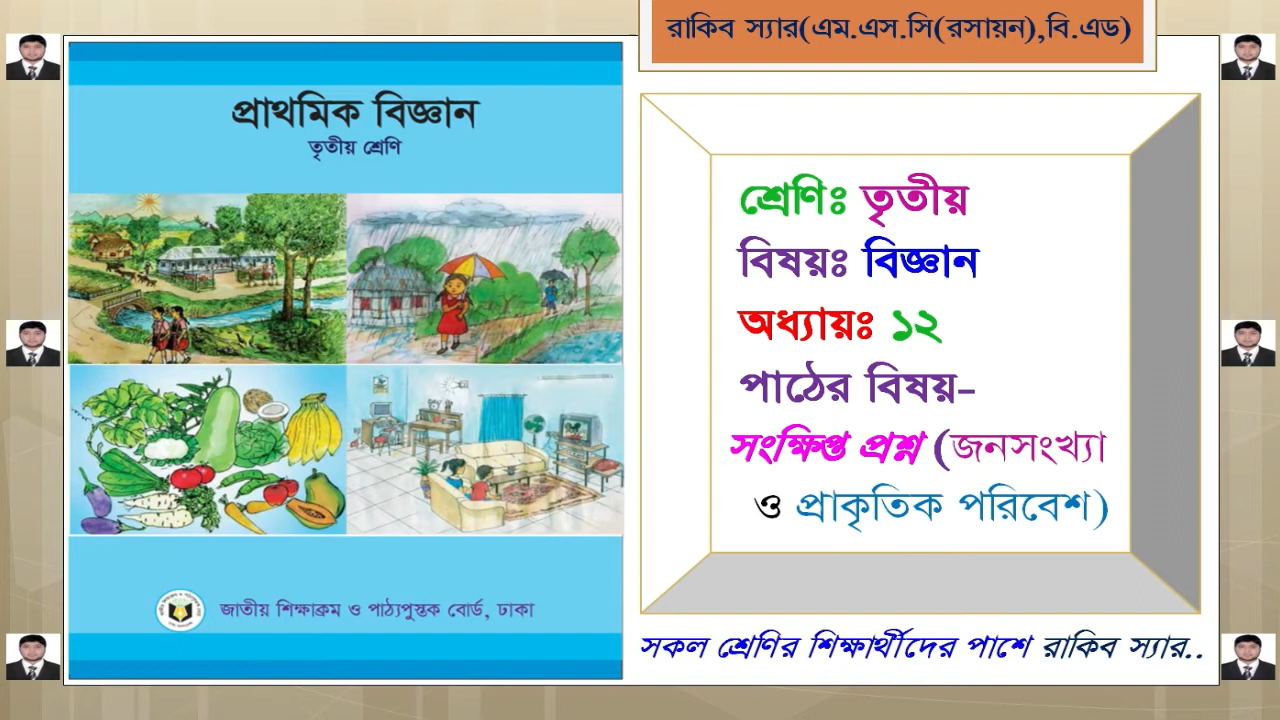 রাকিব স্যার(এম.এস.সি(রসায়ন),বি.এড)
প্রাথমিক বিজ্ঞান
তৃতীয় শ্রেণি
জাতীয় শিক্ষাক্রম ও পাঠ্যপুস্তক বোর্ড, ঢাকা
শ্রেণিঃ তৃতীয়
বিষয়ঃ বিজ্ঞান
অধ্যায়ঃ ১২
পাঠের বিষয়-
সংক্ষিপ্ত প্রশ্ন (জনসংখ্যা
ও প্রাকৃতিক পরিবেশ)
সকল শ্রেণির শিক্ষার্থীদের পাশে রাকিব স্যার..